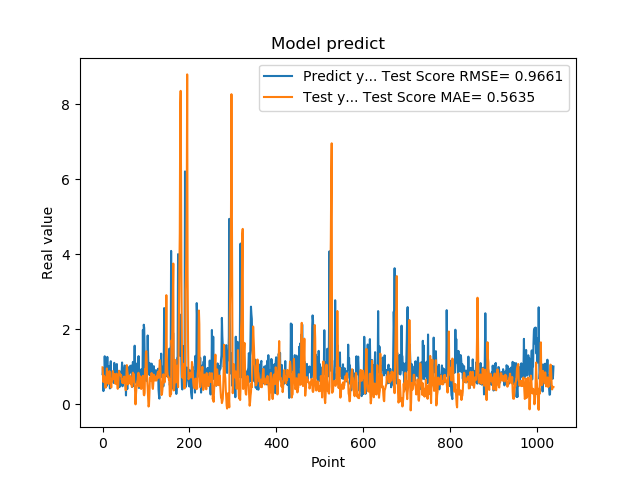 Model predict
Predict y... Test Score RMSE= 0.9661
Test y... Test Score MAE= 0.5635
Real value
8
6
4
2
0
0 200 400 600 800 1000
Point